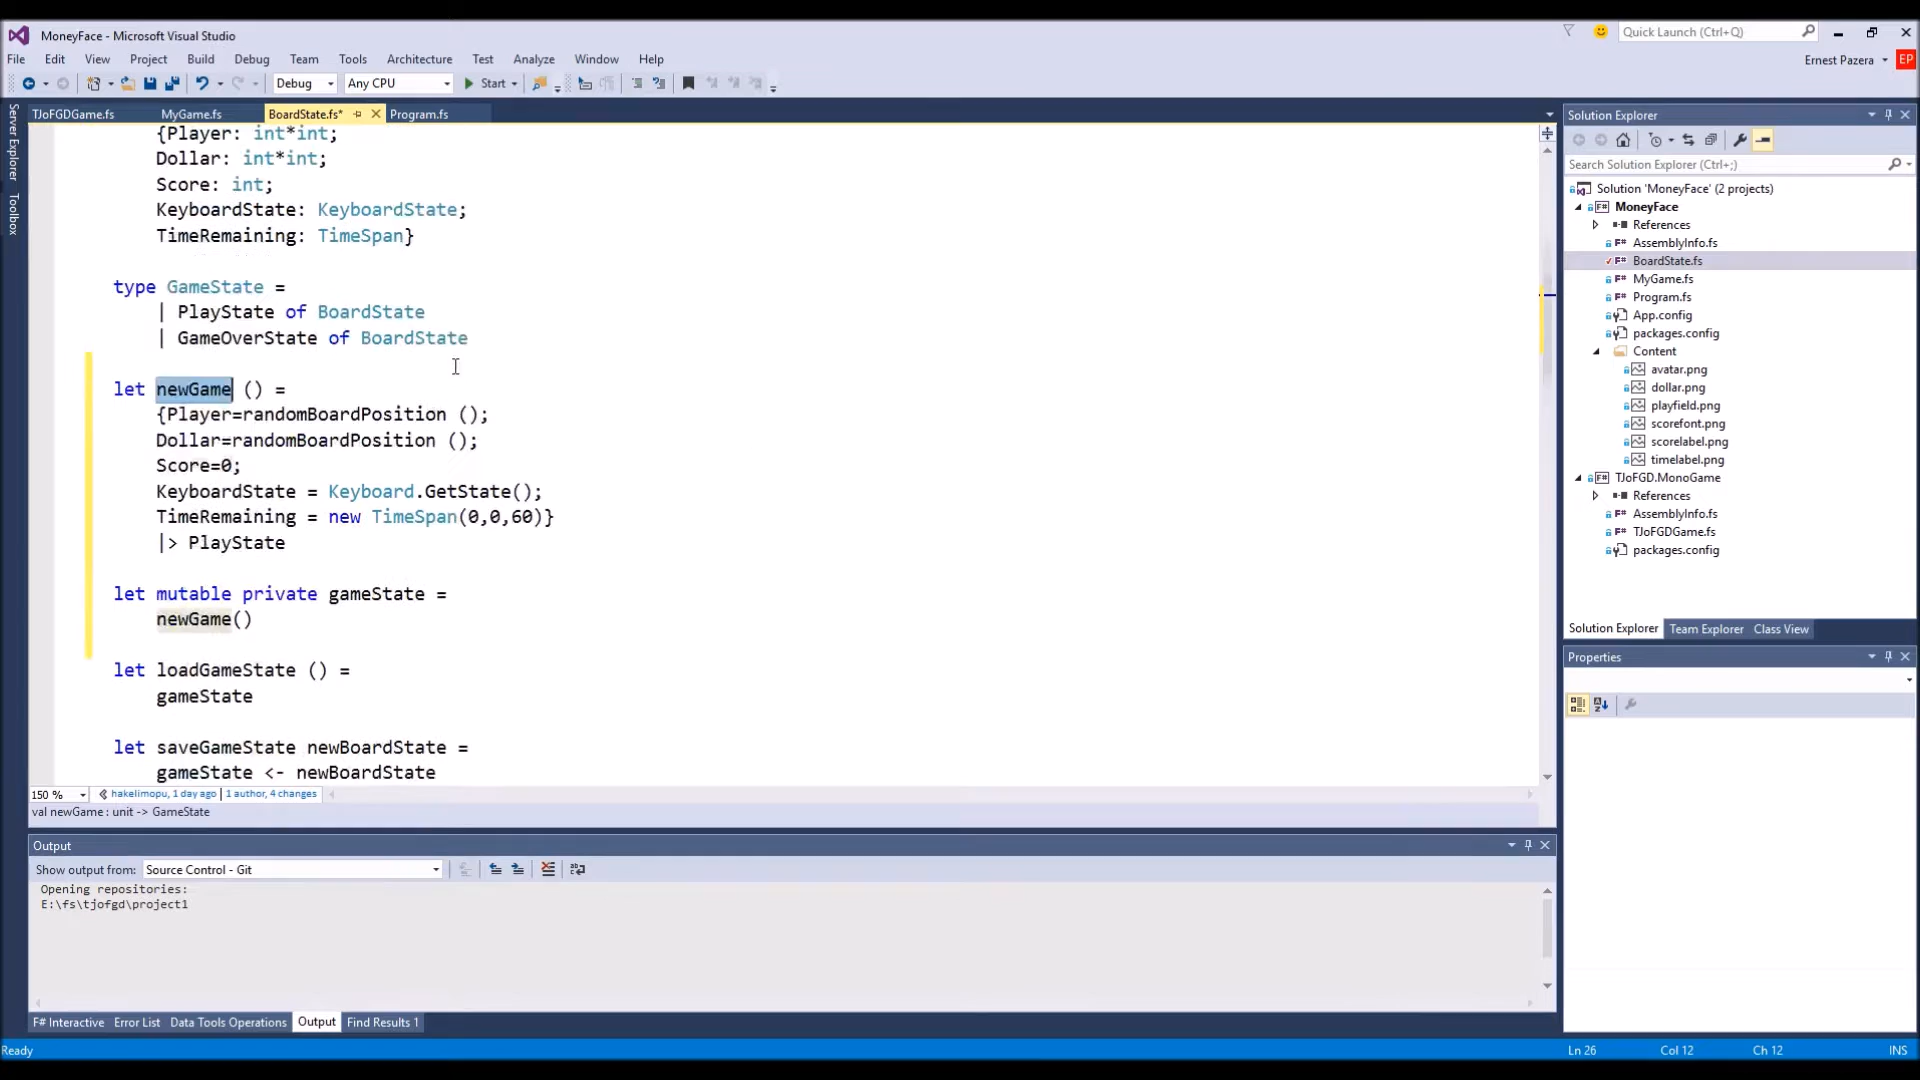 MoneyFace - Microsoft Visual Studio
Quick Launch (Ctrl+Q)
File Edit View Project Build Debug Team Tools Architecture Test Analyze Window Help
Ernest Pazera EP
Debug Any CPU Start
Server Explorer
Toolbox
TJoFGDGame.fs MyGame.fs BoardState.fs* Program.fs
{Player: int*int;
Dollar: int*int;
Score: int;
KeyboardState: KeyboardState;
TimeRemaining: TimeSpan}
type GameState =
| PlayState of BoardState
| GameOverState of BoardState
let newGame () =
{Player=randomBoardPosition ();
Dollar=randomBoardPosition ();
Score=0;
KeyboardState = Keyboard.GetState();
TimeRemaining = new TimeSpan(0,0,60)}
|> PlayState
let mutable private gameState =
newGame()
let loadGameState () =
gameState
let saveGameState newBoardState =
gameState <- newBoardState
150 % hakelimopu, 1 day ago | 1 author, 4 changes
val newGame : unit -> GameState
Output
Show output from: Source Control - Git
Opening repositories:
E:\fs\tjofgd\project1
F# Interactive Error List Data Tools Operations Output Find Results 1
Solution Explorer
Search Solution Explorer (Ctrl+;)
Solution 'MoneyFace' (2 projects)
F# MoneyFace
References
F# AssemblyInfo.fs
F# BoardState.fs
F# MyGame.fs
F# Program.fs
App.config
packages.config
Content
avatar.png
dollar.png
playfield.png
scorefont.png
scorelabel.png
timelabel.png
F# TJoFGD.MonoGame
References
F# AssemblyInfo.fs
F# TJoFGDGame.fs
packages.config
Solution Explorer Team Explorer Class View
Properties
Ready Ln 26 Col 12 Ch 12 INS